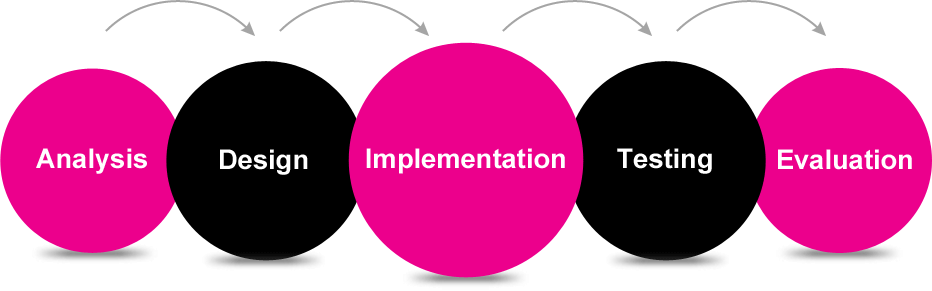 Analysis
Design
Implementation
Testing
Evaluation